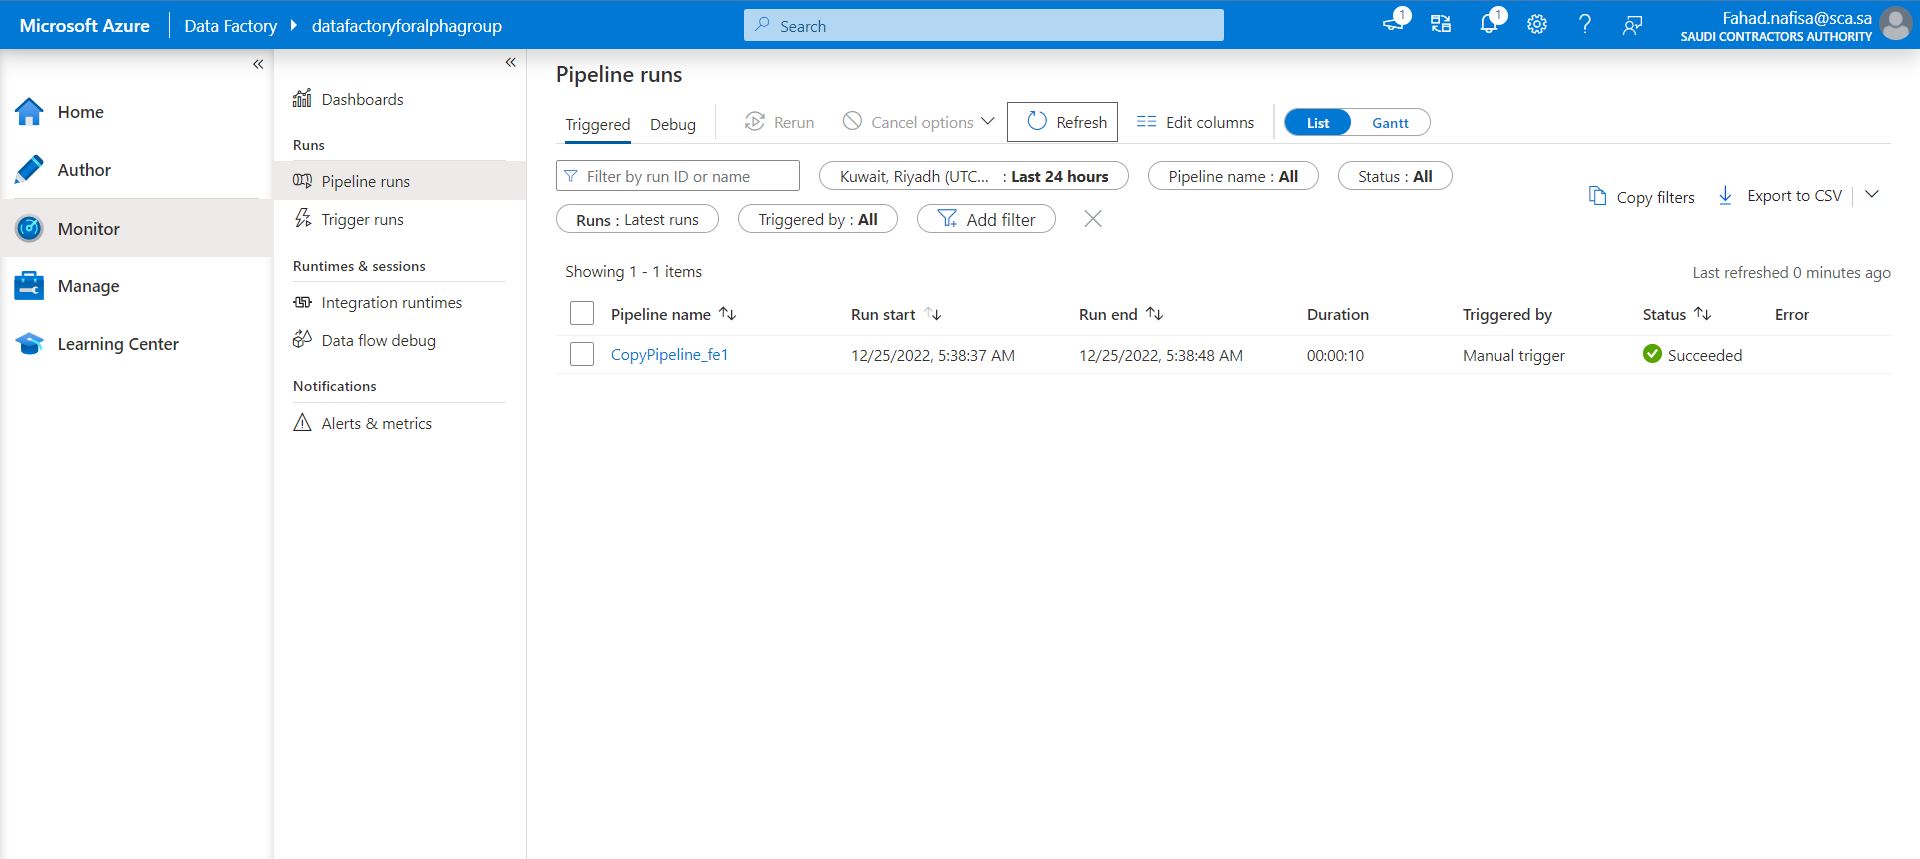 Microsoft Azure Data Factory datafactoryforalphagroup Search 1 1 Fahad.nafisa@sca.sa
SAUDI CONTRACTORS AUTHORITY
Home
Author
Monitor
Manage
Learning Center
Dashboards
Runs
Pipeline runs
Trigger runs
Runtimes & sessions
Integration runtimes
Data flow debug
Notifications
Alerts & metrics
Pipeline runs
Triggered Debug Rerun Cancel options Refresh Edit columns List Gantt
Filter by run ID or name Kuwait, Riyadh (UTC... : Last 24 hours Pipeline name : All Status : All
Copy filters Export to CSV
Runs : Latest runs Triggered by : All Add filter
Showing 1 - 1 items Last refreshed 0 minutes ago
Pipeline name Run start Run end Duration Triggered by Status Error
CopyPipeline_fe1 12/25/2022, 5:38:37 AM 12/25/2022, 5:38:48 AM 00:00:10 Manual trigger Succeeded